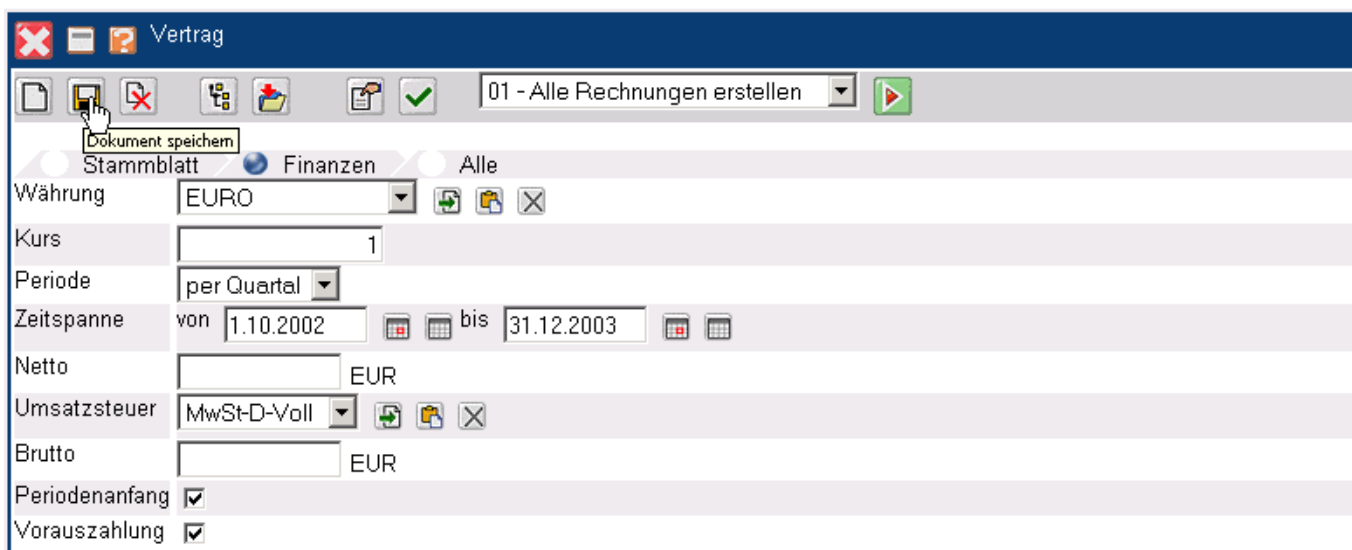 Vertrag
01 - Alle Rechnungen erstellen
Dokument speichern
Stammblatt Finanzen Alle
Währung EURO
Kurs 1
Periode per Quartal
Zeitspanne von 1.10.2002 bis 31.12.2003
Netto EUR
Umsatzsteuer MwSt-D-Voll
Brutto EUR
Periodenanfang
Vorauszahlung